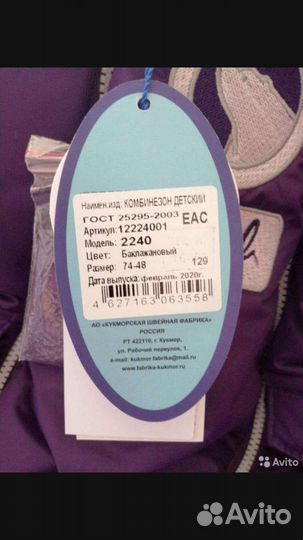 Наимен.изд: КОМБИНЕЗОН ДЕТСКИЙ
ГОСТ 25295-2003 ЕАС
Артикул: 12224001
Модель: 2240
Цвет: Баклажановый
Размер: 74-48 129
Дата выпуска: февраль 2020г.
4 627163 063558
АО «КУКМОРСКАЯ ШВЕЙНАЯ ФАБРИКА»
РОССИЯ
РТ 422110, г. Кукмор,
ул. Рабочий переулок, 1.
e-mail: kukmor.fabrika@mail.ru
www.fabrika-kukmor.ru
Avito
Avito